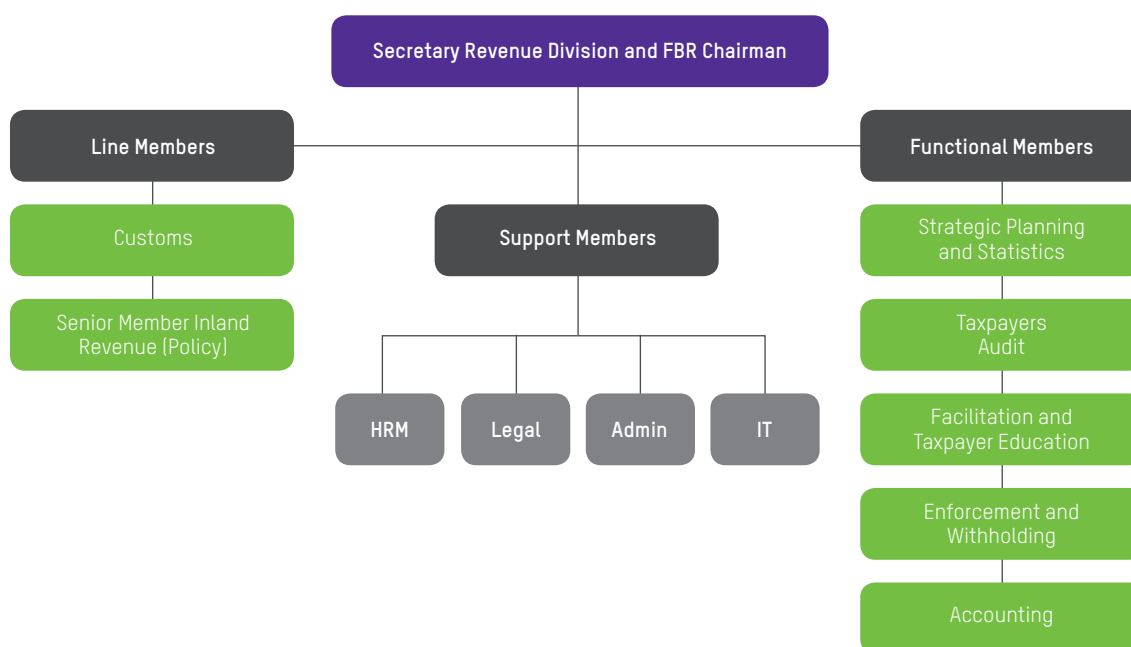 Secretary Revenue Division and FBR Chairman
Line Members
Customs
Senior Member Inland
Revenue (Policy)
Support Members
HRM
Legal
Admin
IT
Functional Members
Strategic Planning
and Statistics
Taxpayers
Audit
Facilitation and
Taxpayer Education
Enforcement and
Withholding
Accounting